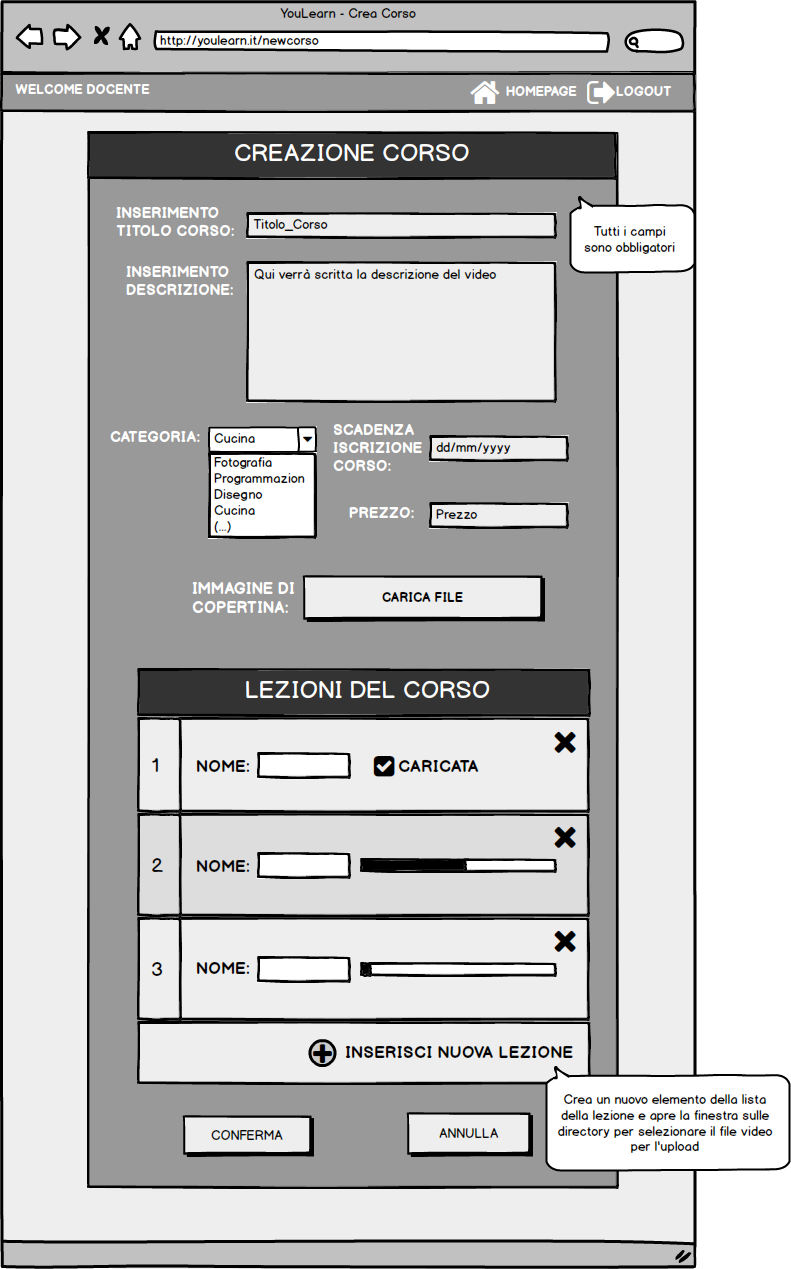 YouLearn - Crea Corso
http://youlearn.it/newcorso
WELCOME DOCENTE
HOMEPAGE
LOGOUT
CREAZIONE CORSO
INSERIMENTO
TITOLO CORSO:
Titolo_Corso
Tutti i campi
sono obbligatori
INSERIMENTO
DESCRIZIONE:
Qui verrà scritta la descrizione del video
CATEGORIA:
Cucina
Fotografia
Programmazion
Disegno
Cucina
(...)
SCADENZA
ISCRIZIONE
CORSO:
dd/mm/yyyy
PREZZO:
Prezzo
IMMAGINE DI
COPERTINA:
CARICA FILE
LEZIONI DEL CORSO
1
NOME:
CARICATA
2
NOME:
3
NOME:
INSERISCI NUOVA LEZIONE
Crea un nuovo elemento della lista
della lezione e apre la finestra sulle
directory per selezionare il file video
per l'upload
CONFERMA
ANNULLA